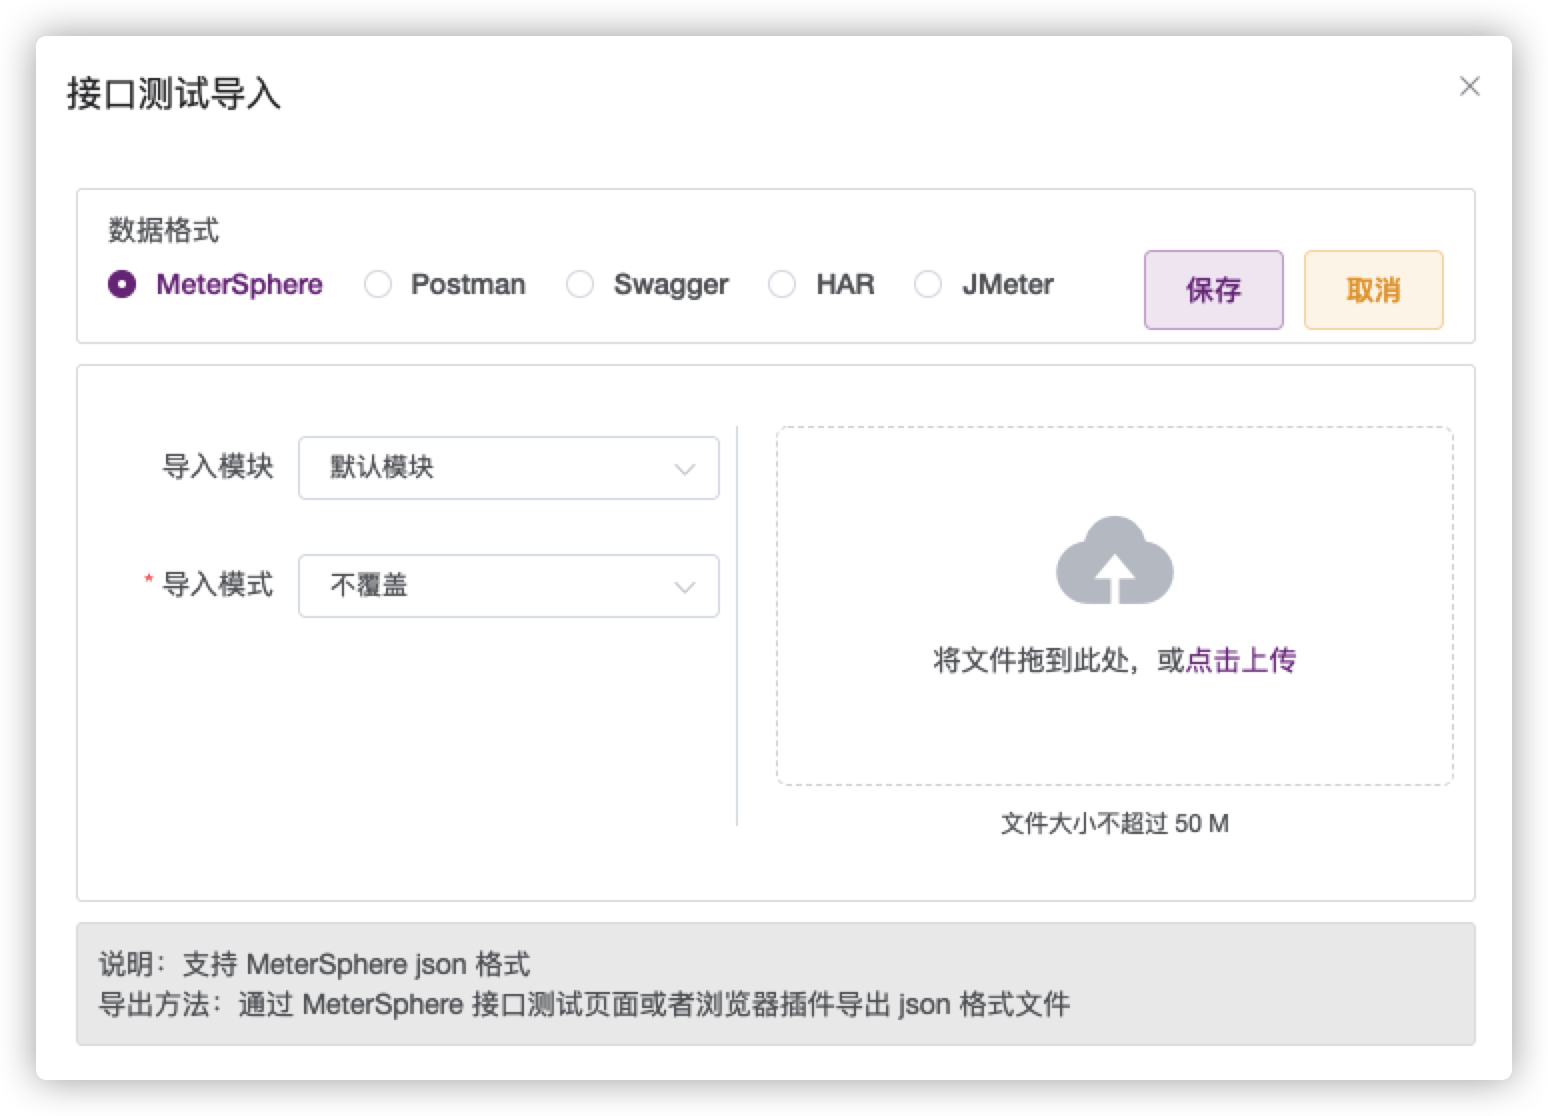 接口测试导入
数据格式
MeterSphere Postman Swagger HAR JMeter
保存 取消
导入模块 默认模块
* 导入模式 不覆盖
将文件拖到此处，或点击上传
文件大小不超过 50 M
说明：支持 MeterSphere json 格式
导出方法：通过 MeterSphere 接口测试页面或者浏览器插件导出 json 格式文件